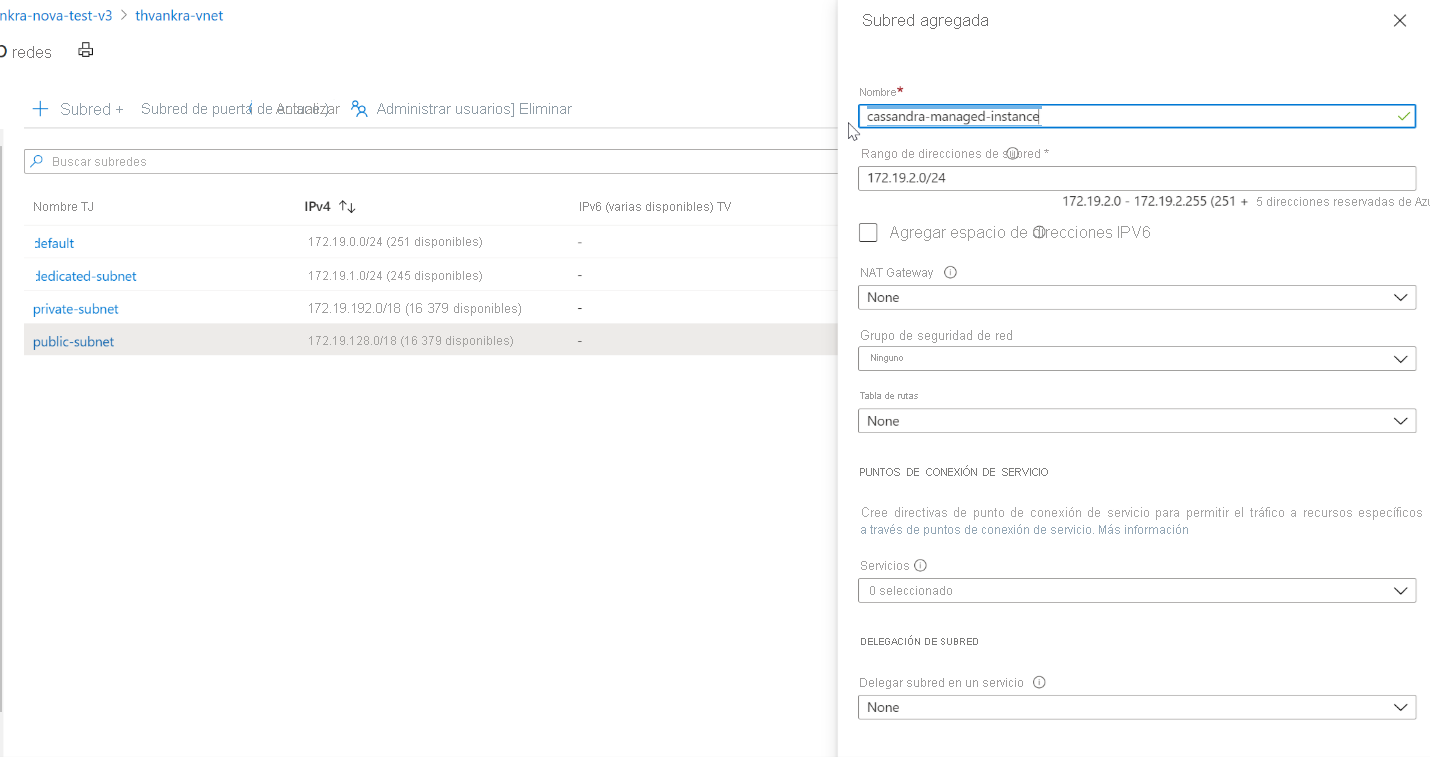 nkra-nova-test-v3 > thvankra-vnet
redes
Subred + Subred de puerta de enlace Actualizar Administrar usuarios] Eliminar
Buscar subredes
Nombre TJ IPv4 IPv6 (varias disponibles) TV
default 172.19.0.0/24 (251 disponibles) -
dedicated-subnet 172.19.1.0/24 (245 disponibles) -
private-subnet 172.19.192.0/18 (16 379 disponibles) -
public-subnet 172.19.128.0/18 (16 379 disponibles) -
Subred agregada
Nombre*
cassandra-managed-instance
Rango de direcciones de subred *
172.19.2.0/24
172.19.2.0 - 172.19.2.255 (251 + 5 direcciones reservadas de Azu
Agregar espacio de direcciones IPV6
NAT Gateway
None
Grupo de seguridad de red
Ninguno
Tabla de rutas
None
PUNTOS DE CONEXIÓN DE SERVICIO
Cree directivas de punto de conexión de servicio para permitir el tráfico a recursos específicos
a través de puntos de conexión de servicio. Más información
Servicios
0 seleccionado
DELEGACIÓN DE SUBRED
Delegar subred en un servicio
None